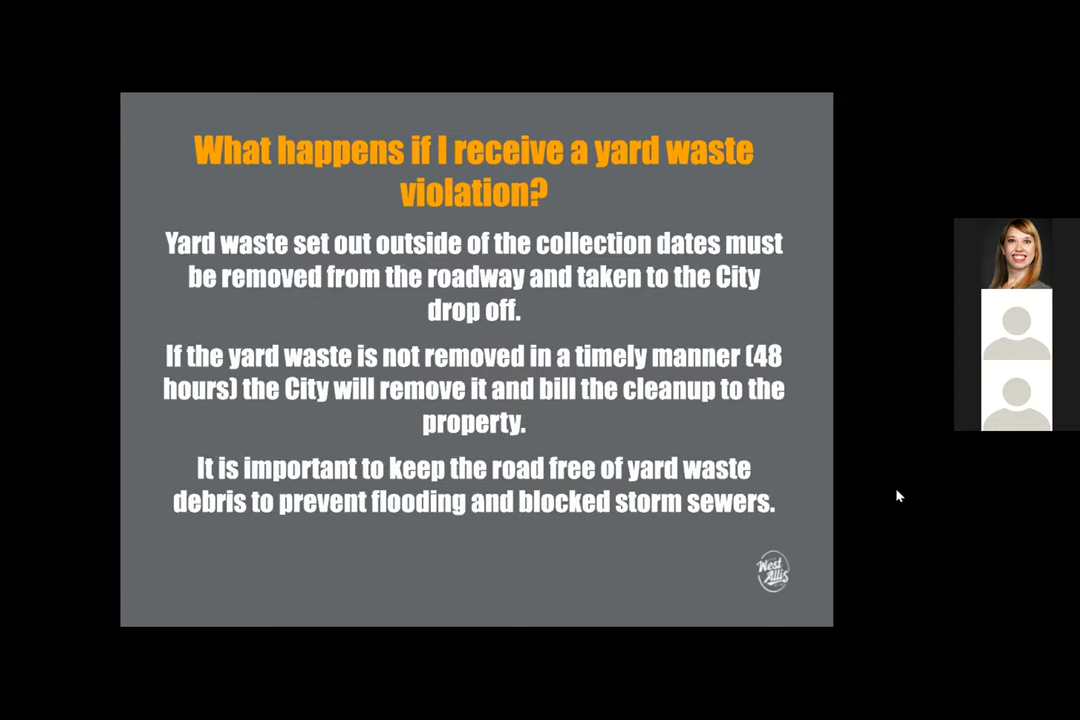 What happens if I receive a yard waste
violation?
Yard waste set out outside of the collection dates must
be removed from the roadway and taken to the City
drop off.
If the yard waste is not removed in a timely manner (48
hours) the City will remove it and bill the cleanup to the
property.
It is important to keep the road free of yard waste
debris to prevent flooding and blocked storm sewers.
West
Allis